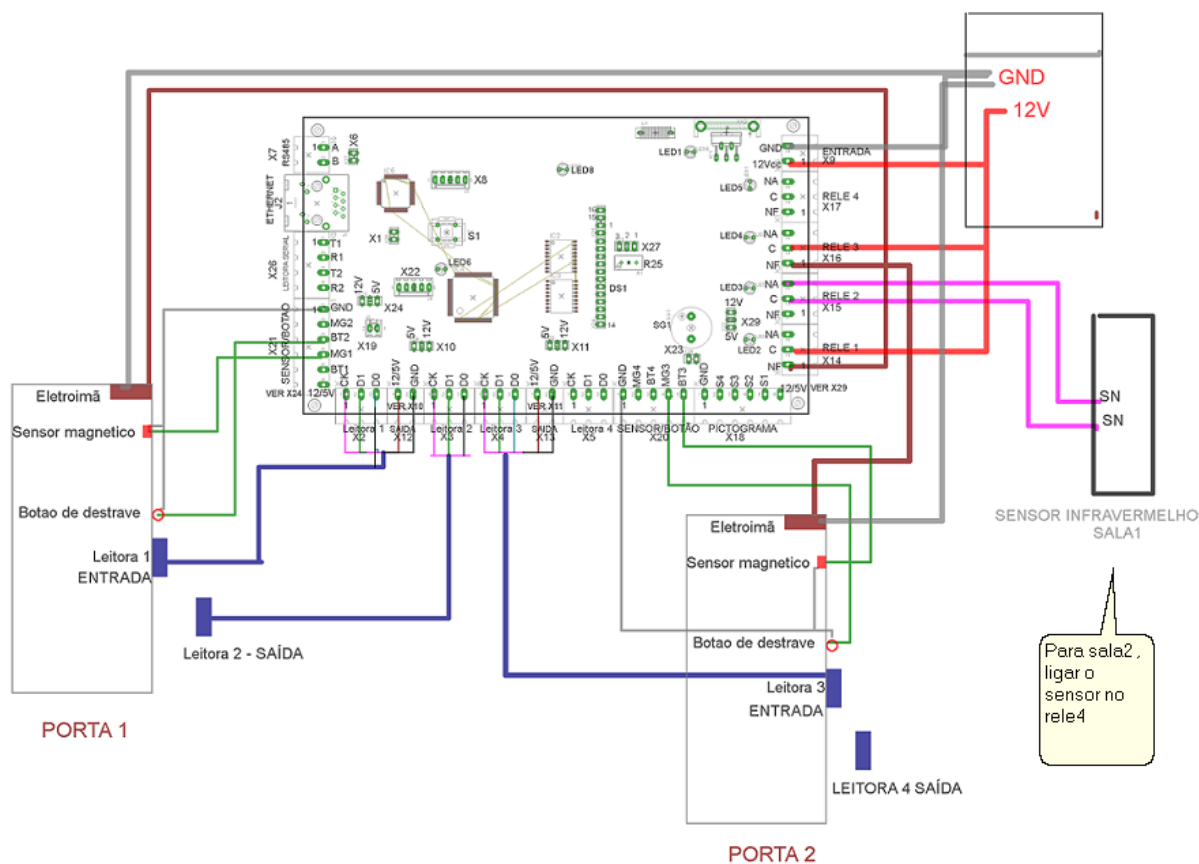 GND
12V
X7
RS485
A
B
X6
ETHERNET
J2
X8
LED8
LED1
GND
ENTRADA
12Vcc
X9
LED5
NA
C
NF
RELE 4
X17
X1
S1
LED6
X27
R25
LED4
NA
C
NF
RELE 3
X16
X26
LEITORA SERIAL
T1
R1
T2
R2
X22
12V
5V
X24
DS1
LED3
NA
C
NF
RELE 2
X15
X21
SENSOR/BOTAO
GND
MG2
BT2
MG1
BT1
12/5V
VER X24
X19
5V
12V
X10
5V
12V
X11
SG1
X23
12V
X29
5V
LED2
NA
C
NF
RELE 1
X14
CK
D1
D0
12/5V
GND
CK
D1
D0
CK
D1
D0
12/5V
GND
CK
D1
D0
GND
MG4
BT4
MG3
BT3
GND
S4
S3
S2
S1
12/5V
VER X29
VER X10
VER X11
Leitora 1
X2
SAIDA
X12
Leitora 2
X3
Leitora 3
X4
SAIDA
X13
Leitora 4
X5
SENSOR/BOTÃO
X20
PICTOGRAMA
X18
Eletroimã
Sensor magnetico
Botao de destrave
Leitora 1
ENTRADA
Leitora 2 - SAÍDA
PORTA 1
SN
SN
SENSOR INFRAVERMELHO
SALA1
Para sala2 ,
ligar o
sensor no
rele4
Eletroimã
Sensor magnetico
Botao de destrave
Leitora 3
ENTRADA
LEITORA 4 SAÍDA
PORTA 2